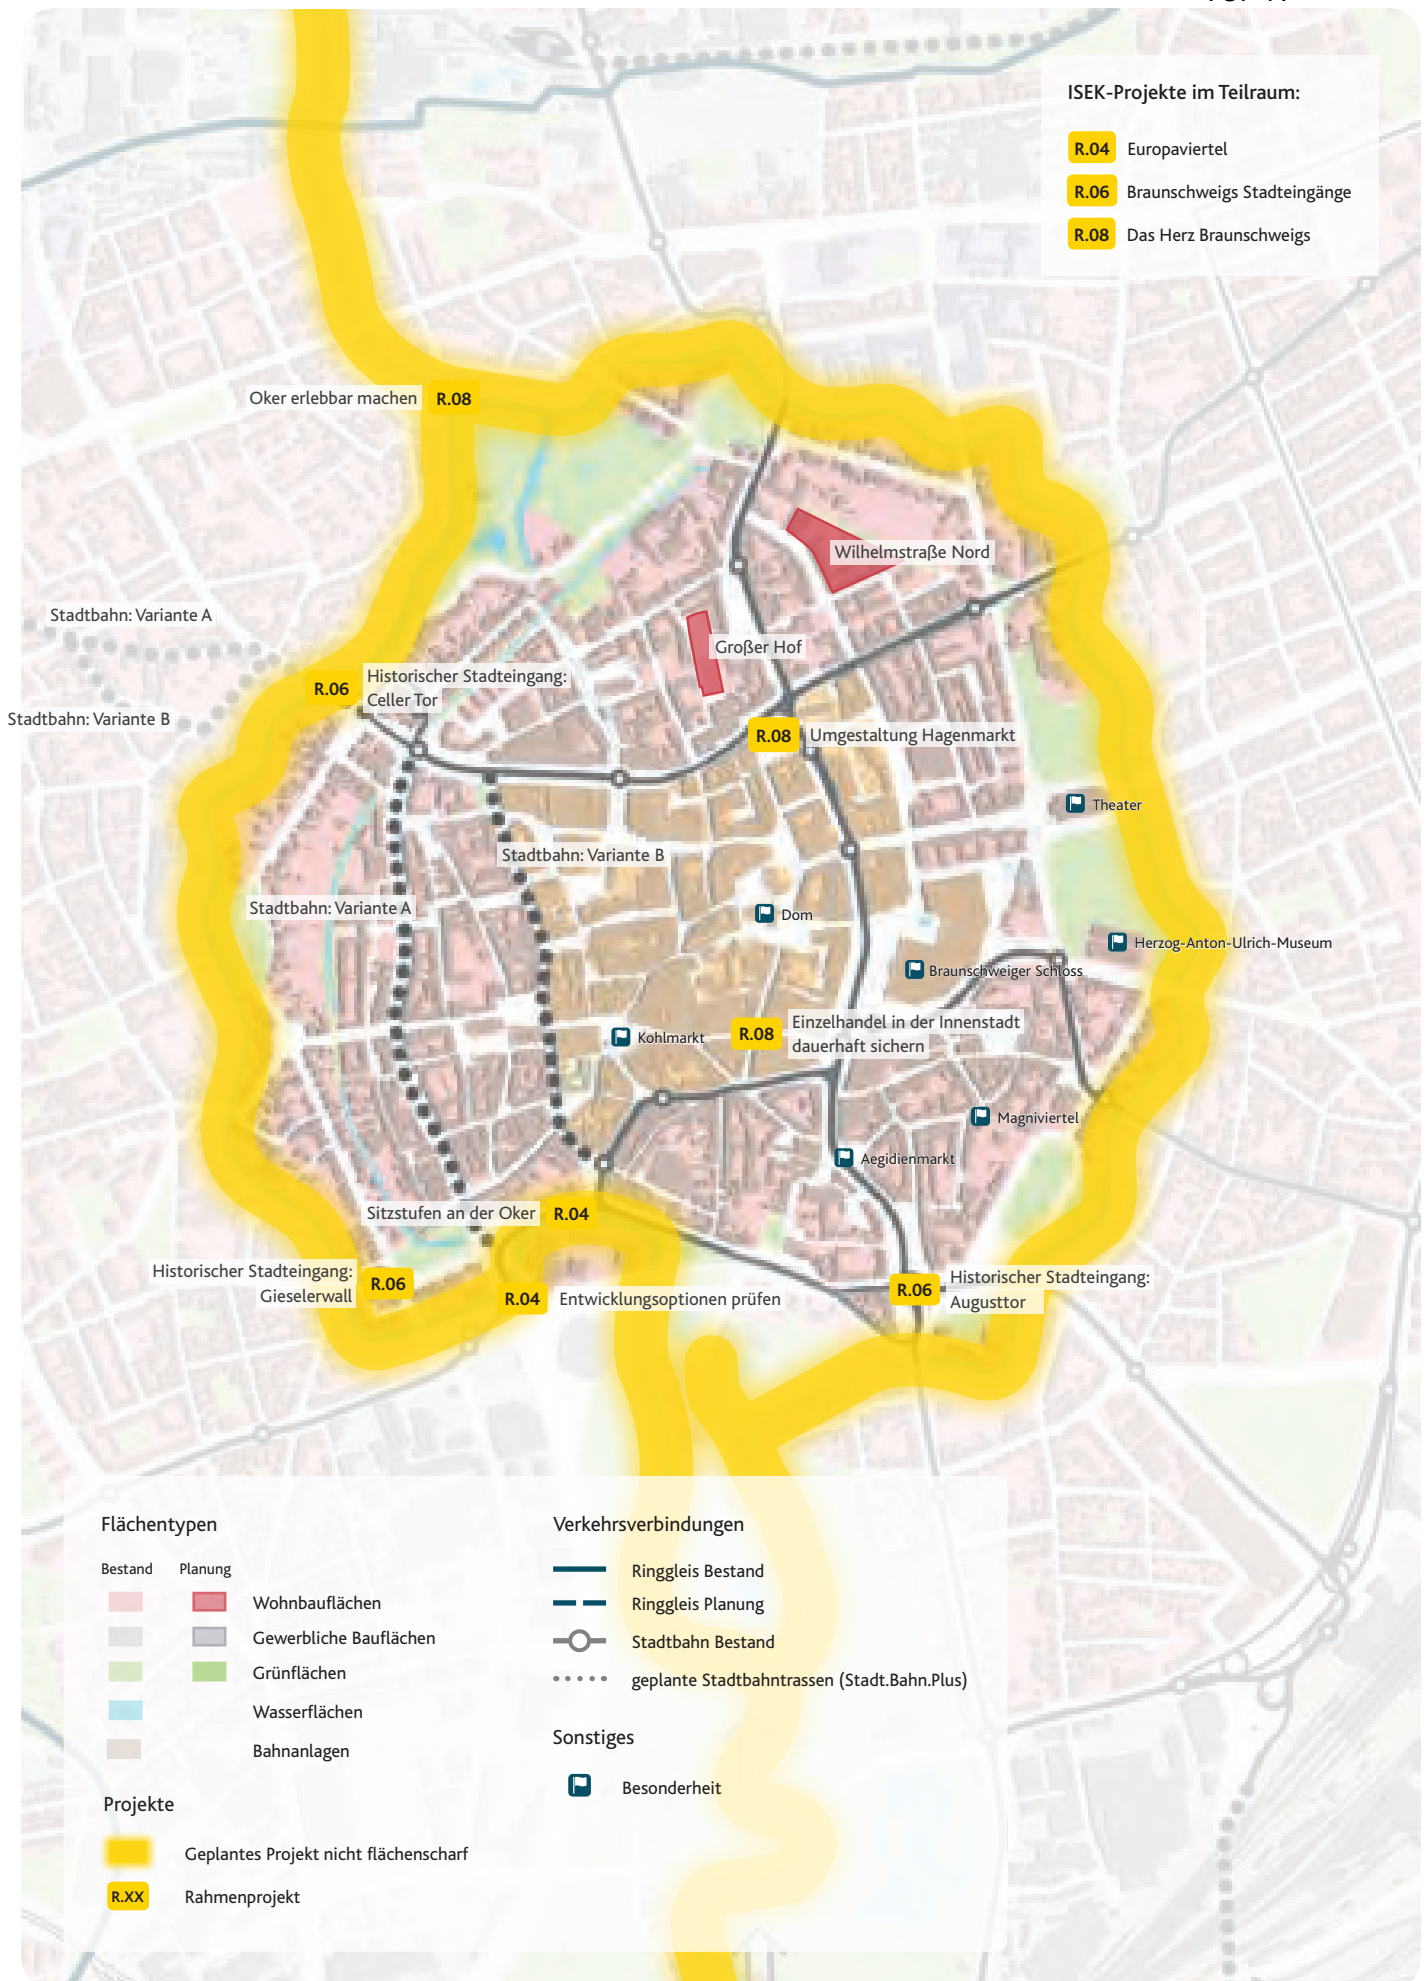 ISEK-Projekte im Teilraum:
R.04 Europaviertel
R.06 Braunschweigs Stadteingänge
R.08 Das Herz Braunschweigs
Oker erlebbar machen R.08
Wilhelmstraße Nord
Stadtbahn: Variante A
Großer Hof
R.06 Historischer Stadteingang:
Celler Tor
Stadtbahn: Variante B
R.08 Umgestaltung Hagenmarkt
Theater
Stadtbahn: Variante B
Stadtbahn: Variante A
Dom
Herzog-Anton-Ulrich-Museum
Braunschweiger Schloss
Kohlmarkt
R.08 Einzelhandel in der Innenstadt
dauerhaft sichern
Magniviertel
Aegidienmarkt
Sitzstufen an der Oker R.04
Historischer Stadteingang:
Gieselerwall R.06
R.04 Entwicklungsoptionen prüfen
R.06 Historischer Stadteingang:
Augusttor
Flächentypen
Bestand Planung
Wohnbauflächen
Gewerbliche Bauflächen
Grünflächen
Wasserflächen
Bahnanlagen
Projekte
Geplantes Projekt nicht flächenscharf
R.XX Rahmenprojekt
Verkehrsverbindungen
Ringgleis Bestand
Ringgleis Planung
Stadtbahn Bestand
geplante Stadtbahntrassen (Stadt.Bahn.Plus)
Sonstiges
Besonderheit